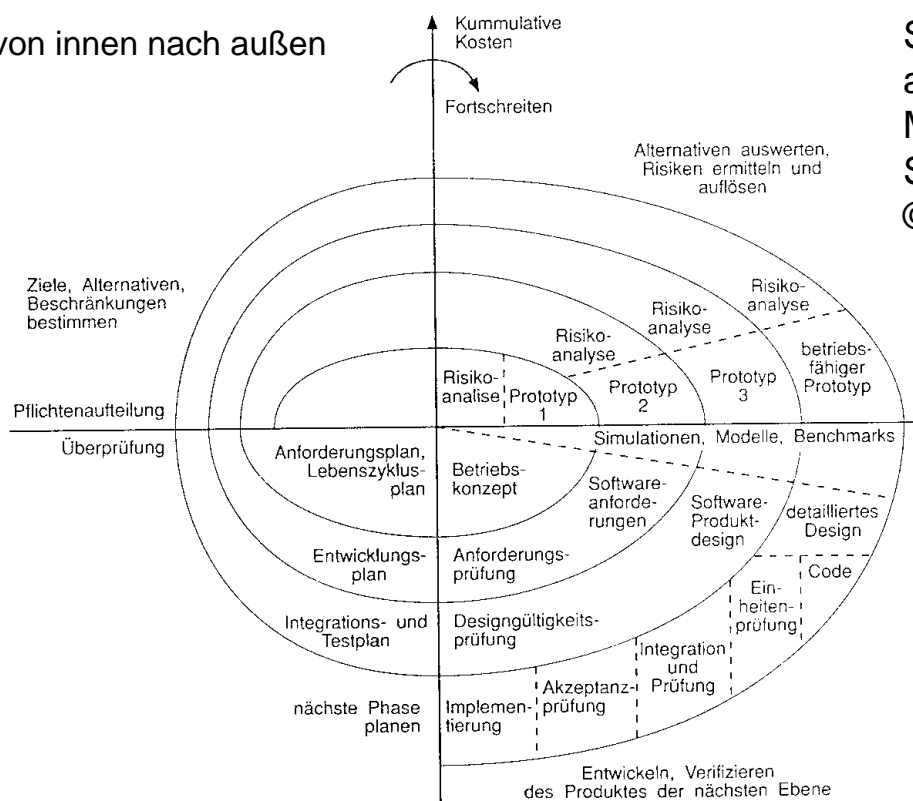 von innen nach außen
Kummulative
Kosten
Fortschreiten
S
a
M
S
©
Alternativen auswerten,
Risiken ermitteln und
auflösen
Ziele, Alternativen,
Beschränkungen
bestimmen
Risiko-
analyse
Risiko-
analyse
Risiko-
analyse
Risiko-
analise
Prototyp
1
Prototyp
2
Prototyp
3
betriebs-
fähiger
Prototyp
Pflichtenaufteilung
Überprüfung
Simulationen, Modelle, Benchmarks
Anforderungsplan,
Lebenszyklus-
plan
Betriebs-
konzept
Software-
anforde-
rungen
Software-
Produkt-
design
detailliertes
Design
Entwicklungs-
plan
Anforderungs-
prüfung
Code
Ein-
heiten-
prüfung
Integrations- und
Testplan
Designgültigkeits-
prüfung
Integration
und
Prüfung
Akzeptanz-
prüfung
Implemen-
tierung
nächste Phase
planen
Entwickeln, Verifizieren
des Produktes der nächsten Ebene